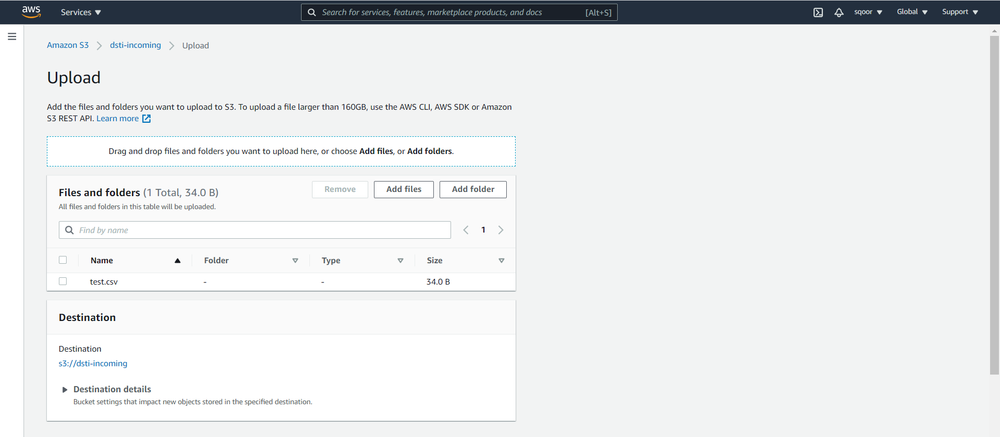 aws Services Search for services, features, marketplace products, and docs [Alt+S] sqoor Global Support
Amazon S3 dsti-incoming Upload
Upload
Add the files and folders you want to upload to S3. To upload a file larger than 160GB, use the AWS CLI, AWS SDK or Amazon
S3 REST API. Learn more
Drag and drop files and folders you want to upload here, or choose Add files, or Add folders.
Files and folders (1 Total, 34.0 B) Remove Add files Add folder
All files and folders in this table will be uploaded.
Find by name 1
Name Folder Type Size
test.csv - - 34.0 B
Destination
Destination
s3://dsti-incoming
Destination details
Bucket settings that impact new objects stored in the specified destination.